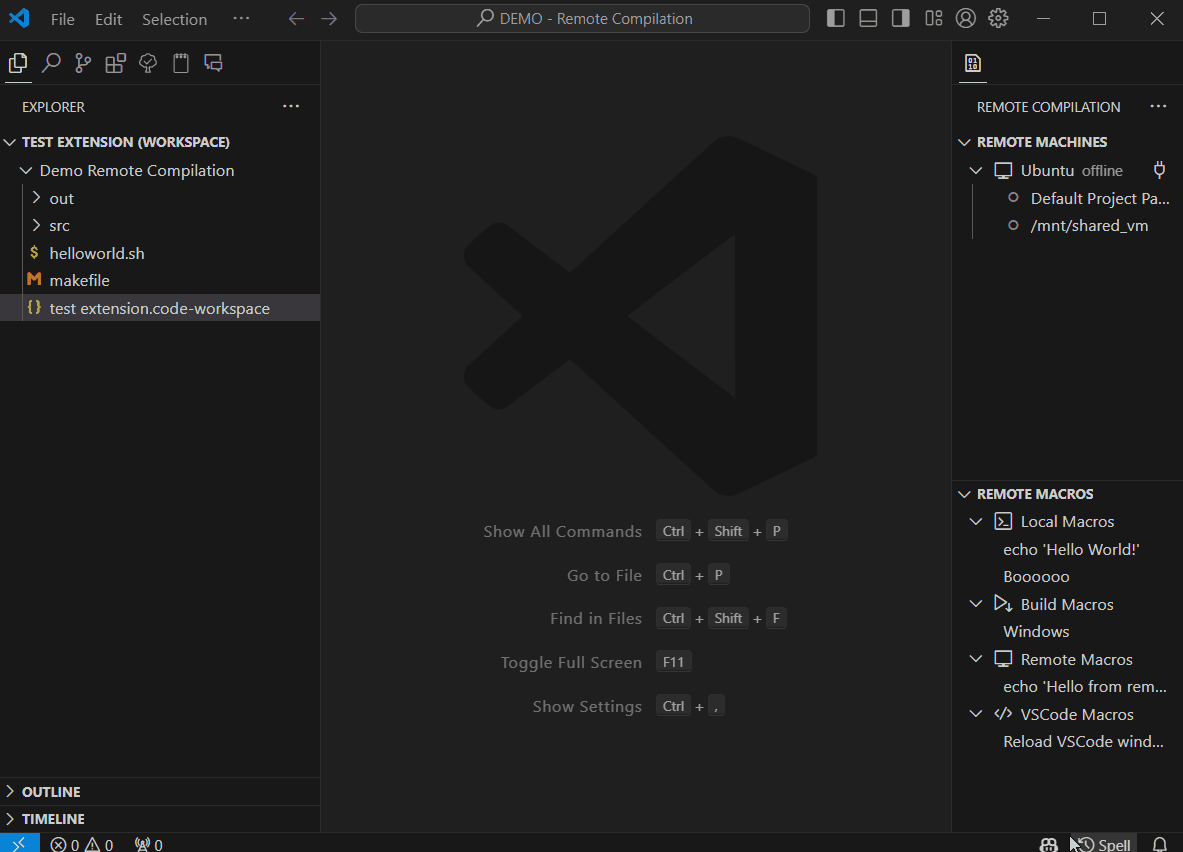 File Edit Selection ···
DEMO - Remote Compilation
EXPLORER ···
TEST EXTENSION (WORKSPACE)
Demo Remote Compilation
out
src
$ helloworld.sh
M makefile
{} test extension.code-workspace
OUTLINE
TIMELINE
0 0 0
Show All Commands Ctrl + Shift + P
Go to File Ctrl + P
Find in Files Ctrl + Shift + F
Toggle Full Screen F11
Show Settings Ctrl + ,
REMOTE COMPILATION ···
REMOTE MACHINES
Ubuntu offline
Default Project Pa...
/mnt/shared_vm
REMOTE MACROS
Local Macros
echo 'Hello World!'
Boooooo
Build Macros
Windows
Remote Macros
echo 'Hello from rem...
VSCode Macros
Reload VSCode wind...
Spell